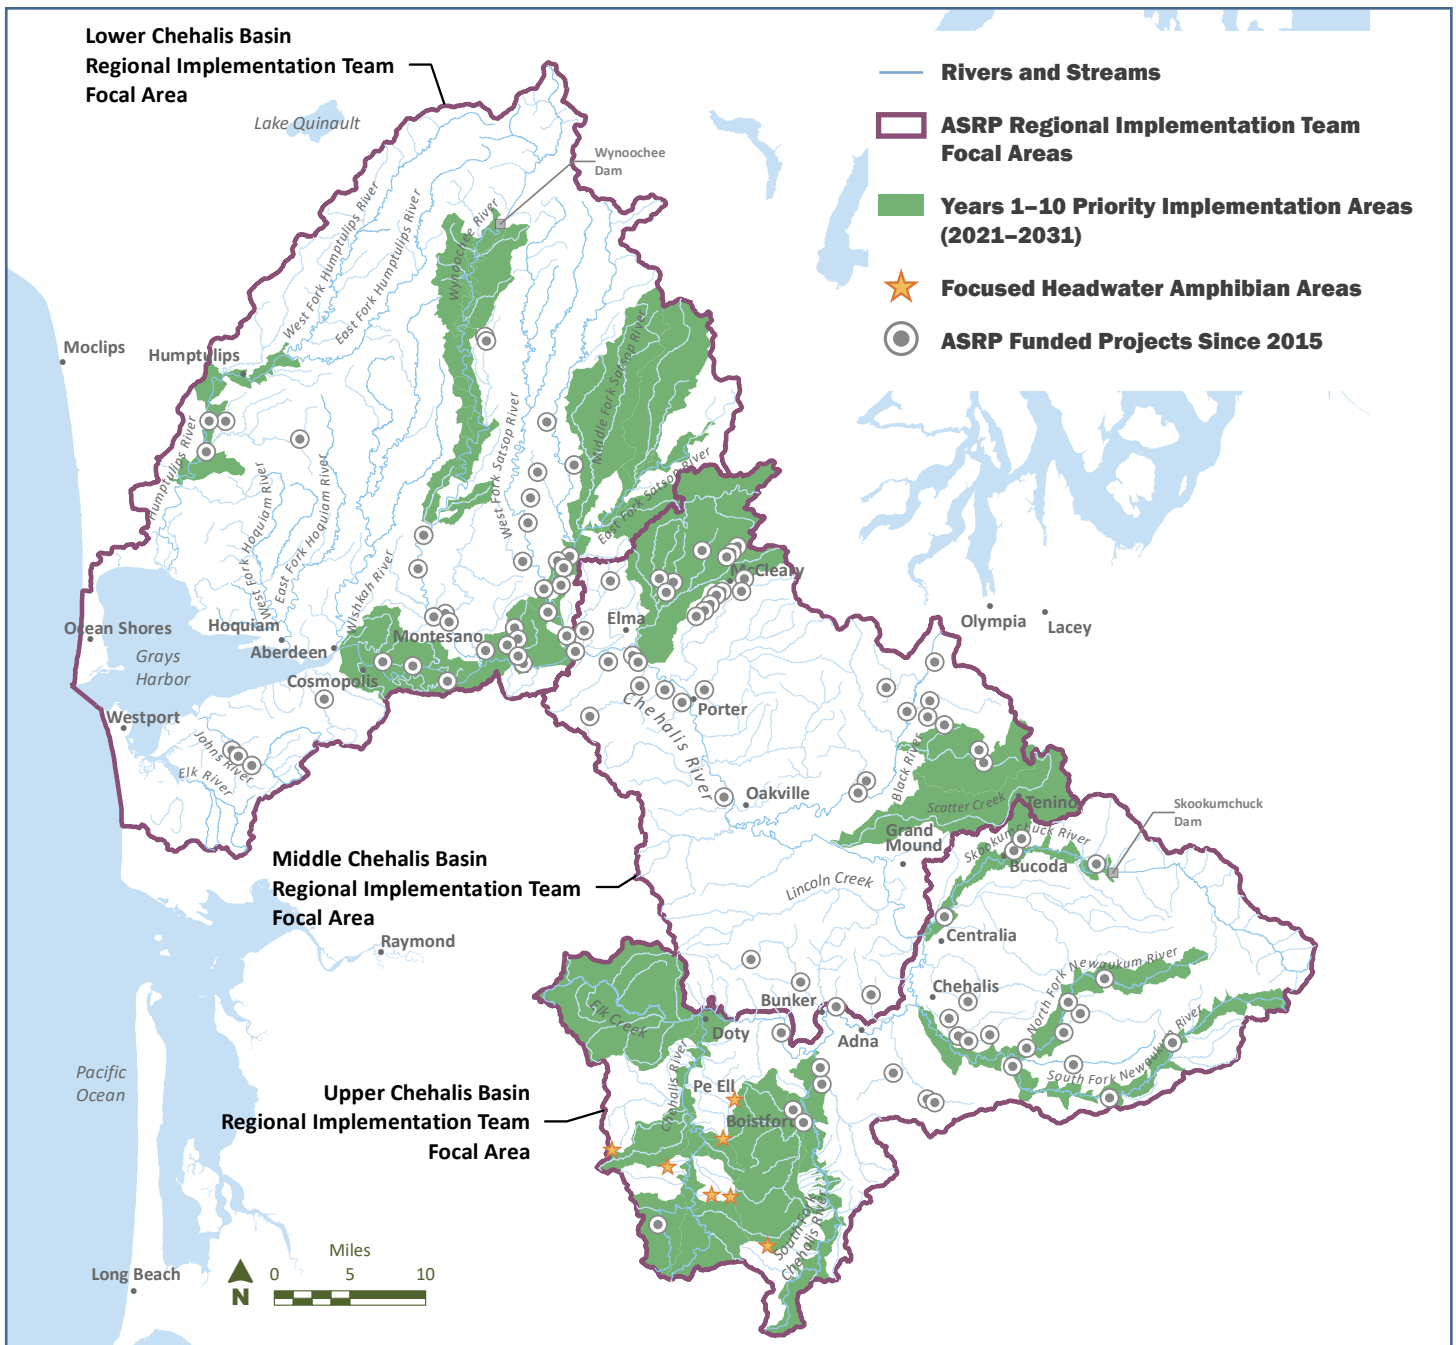 Lower Chehalis Basin
Regional Implementation Team
Focal Area
Lake Quinault
Wynoochee
Dam
Rivers and Streams
ASRP Regional Implementation Team
Focal Areas
Years 1–10 Priority Implementation Areas
(2021–2031)
Focused Headwater Amphibian Areas
ASRP Funded Projects Since 2015
West Fork Humptulips River
East Fork Humptulips River
Wynoochee River
Moclips
Humptulips
Humptulips River
West Fork Hoquiam River
East Fork Hoquiam River
Wishkah River
West Fork Satsop River
Middle Fork Satsop River
East Fork Satsop River
McCleary
Elma
Ocean Shores
Hoquiam
Aberdeen
Montesano
Cosmopolis
Grays
Harbor
Westport
Johns River
Elk River
Olympia
Lacey
Porter
Chehalis River
Oakville
Black River
Scatter Creek
Tenino
Grand
Mound
Skookumchuck
Dam
Skookumchuck River
Bucoda
Lincoln Creek
Centralia
Middle Chehalis Basin
Regional Implementation Team
Focal Area
Raymond
Chehalis
North Fork Newaukum River
South Fork Newaukum River
Bunker
Adna
Doty
Elk Creek
Chehalis River
Pe Ell
Boistfort
South Fork
Chehalis River
Upper Chehalis Basin
Regional Implementation Team
Focal Area
Pacific
Ocean
Long Beach
Miles
0 5 10
N